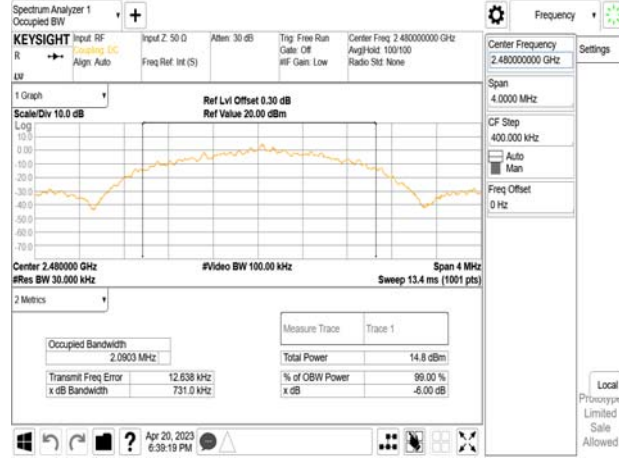 Spectrum Analyzer 1
Occupied BW
Frequency
KEYSIGHT
R
LXI
Input: RF
Coupling: DC
Align: Auto
Input Z: 50 Ω
Freq Ref: Int (S)
Atten: 30 dB
Trig: Free Run
Gate: Off
#IF Gain: Low
Center Freq: 2.480000000 GHz
Avg|Hold: 100/100
Radio Std: None
Center Frequency
2.480000000 GHz
Settings
Span
4.0000 MHz
CF Step
400.000 kHz
Auto
Man
Freq Offset
0 Hz
1 Graph
Scale/Div 10.0 dB
Ref Lvl Offset 0.30 dB
Ref Value 20.00 dBm
Log
10.0
0.00
-10.0
-20.0
-30.0
-40.0
-50.0
-60.0
-70.0
Center 2.480000 GHz
#Res BW 30.000 kHz
#Video BW 100.00 kHz
Span 4 MHz
Sweep 13.4 ms (1001 pts)
2 Metrics
Measure Trace Trace 1
Occupied Bandwidth
2.0903 MHz
Total Power 14.8 dBm
Transmit Freq Error 12.638 kHz
% of OBW Power 99.00 %
x dB Bandwidth 731.0 kHz
x dB -6.00 dB
Local
Prototype
Limited
Sale
Allowed
?
Apr 20, 2023
6:39:19 PM